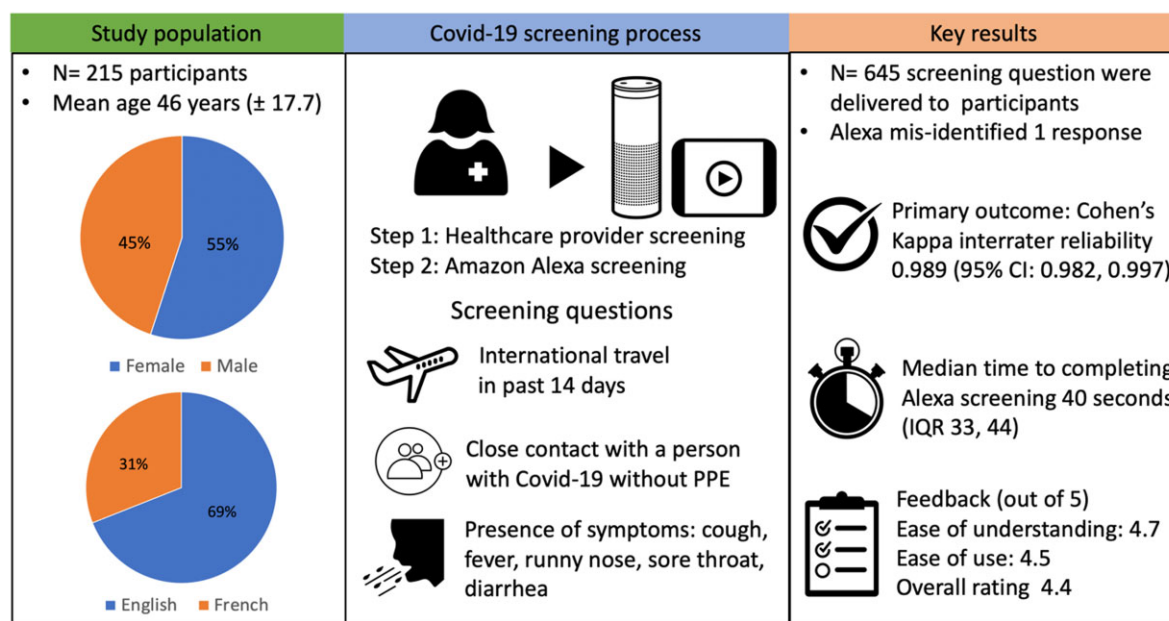 Study population
• N= 215 participants
• Mean age 46 years (± 17.7)
45%
55%
Female
Male
31%
69%
English
French
Covid-19 screening process
Step 1: Healthcare provider screening
Step 2: Amazon Alexa screening
Screening questions
International travel
in past 14 days
Close contact with a person
with Covid-19 without PPE
Presence of symptoms: cough,
fever, runny nose, sore throat,
diarrhea
Key results
• N= 645 screening question were
delivered to participants
• Alexa mis-identified 1 response
Primary outcome: Cohen's
Kappa interrater reliability
0.989 (95% CI: 0.982, 0.997)
Median time to completing
Alexa screening 40 seconds
(IQR 33, 44)
Feedback (out of 5)
Ease of understanding: 4.7
Ease of use: 4.5
Overall rating 4.4